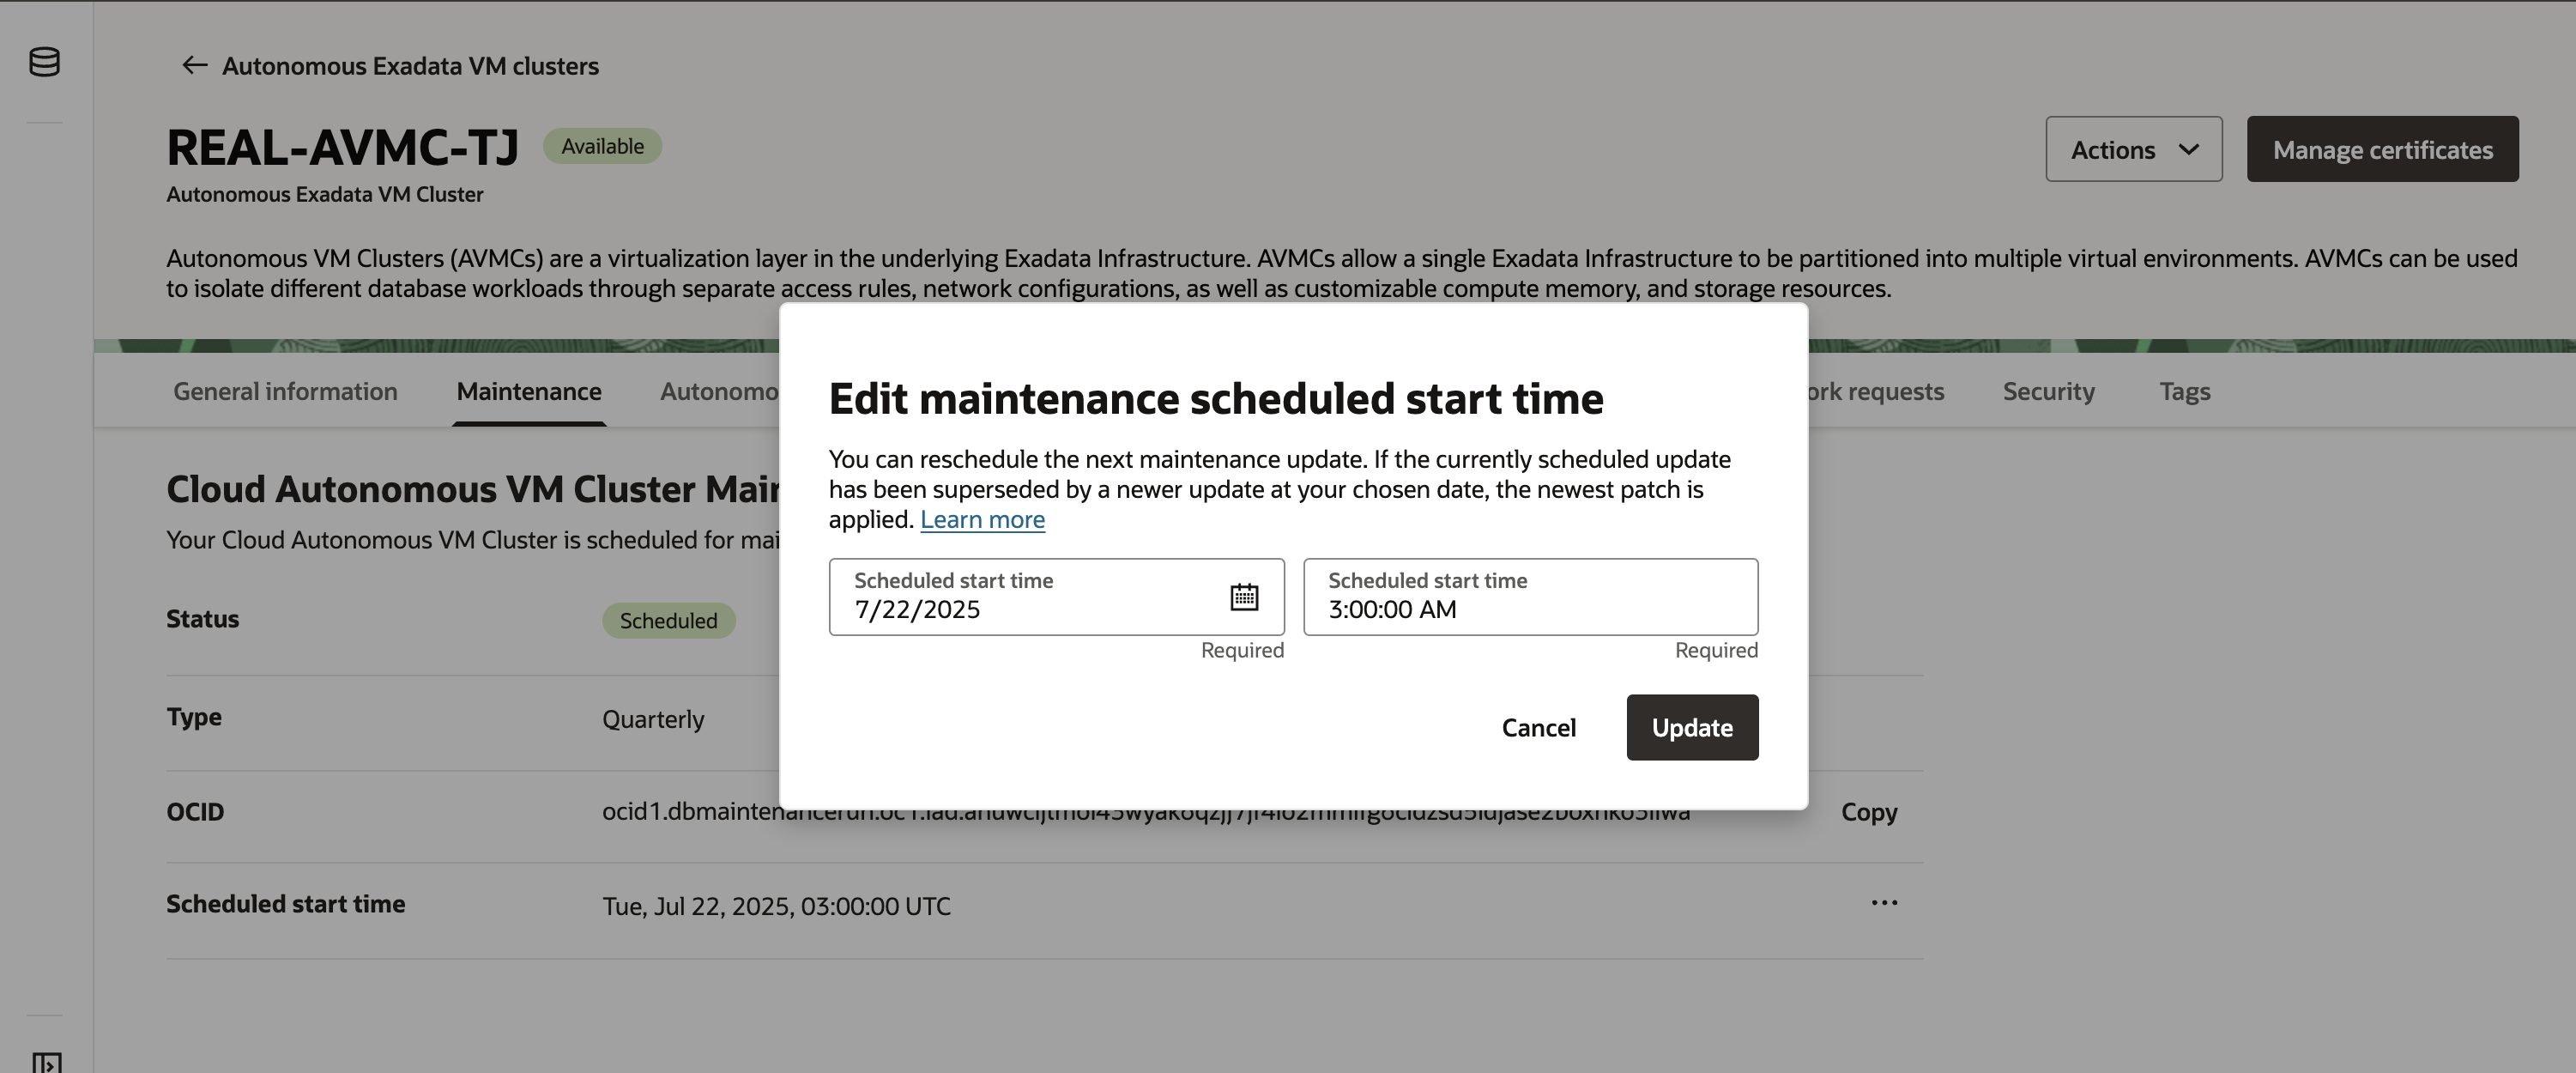 Autonomous Exadata VM clusters
REAL-AVMC-TJ
Available
Actions
Manage certificates
Autonomous Exadata VM Cluster
Autonomous VM Clusters (AVMCs) are a virtualization layer in the underlying Exadata Infrastructure. AVMCs allow a single Exadata Infrastructure to be partitioned into multiple virtual environments. AVMCs can be used
to isolate different database workloads through separate access rules, network configurations, as well as customizable compute memory, and storage resources.
General information
Maintenance
Autonomo
ork requests
Security
Tags
Edit maintenance scheduled start time
You can reschedule the next maintenance update. If the currently scheduled update
has been superseded by a newer update at your chosen date, the newest patch is
applied. Learn more
Scheduled start time
7/22/2025
Required
Scheduled start time
3:00:00 AM
Required
Cancel
Update
Cloud Autonomous VM Cluster Mai
Your Cloud Autonomous VM Cluster is scheduled for mai
Status
Scheduled
Type
Quarterly
OCID
Copy
Scheduled start time
Tue, Jul 22, 2025, 03:00:00 UTC